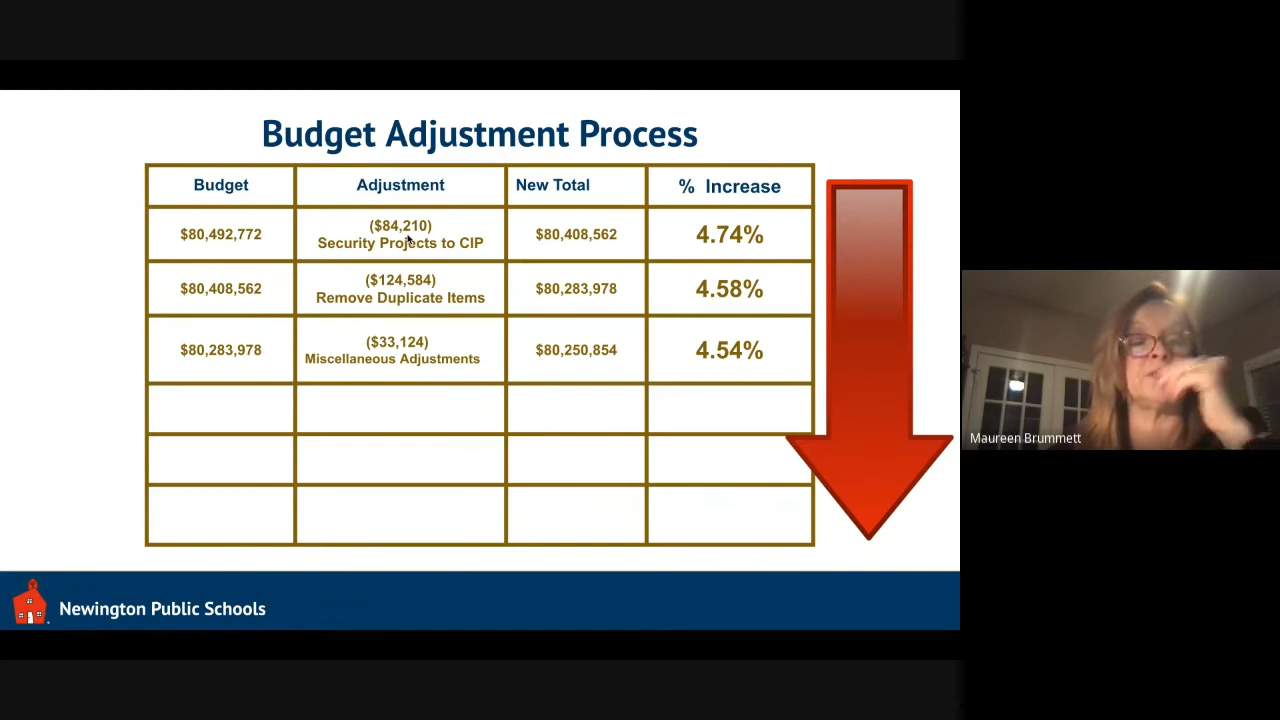 Budget Adjustment Process
Budget Adjustment New Total % Increase
$80,492,772 ($84,210) $80,408,562 4.74%
Security Projects to CIP
$80,408,562 ($124,584) $80,283,978 4.58%
Remove Duplicate Items
$80,283,978 ($33,124) $80,250,854 4.54%
Miscellaneous Adjustments
Maureen Brummett
Newington Public Schools